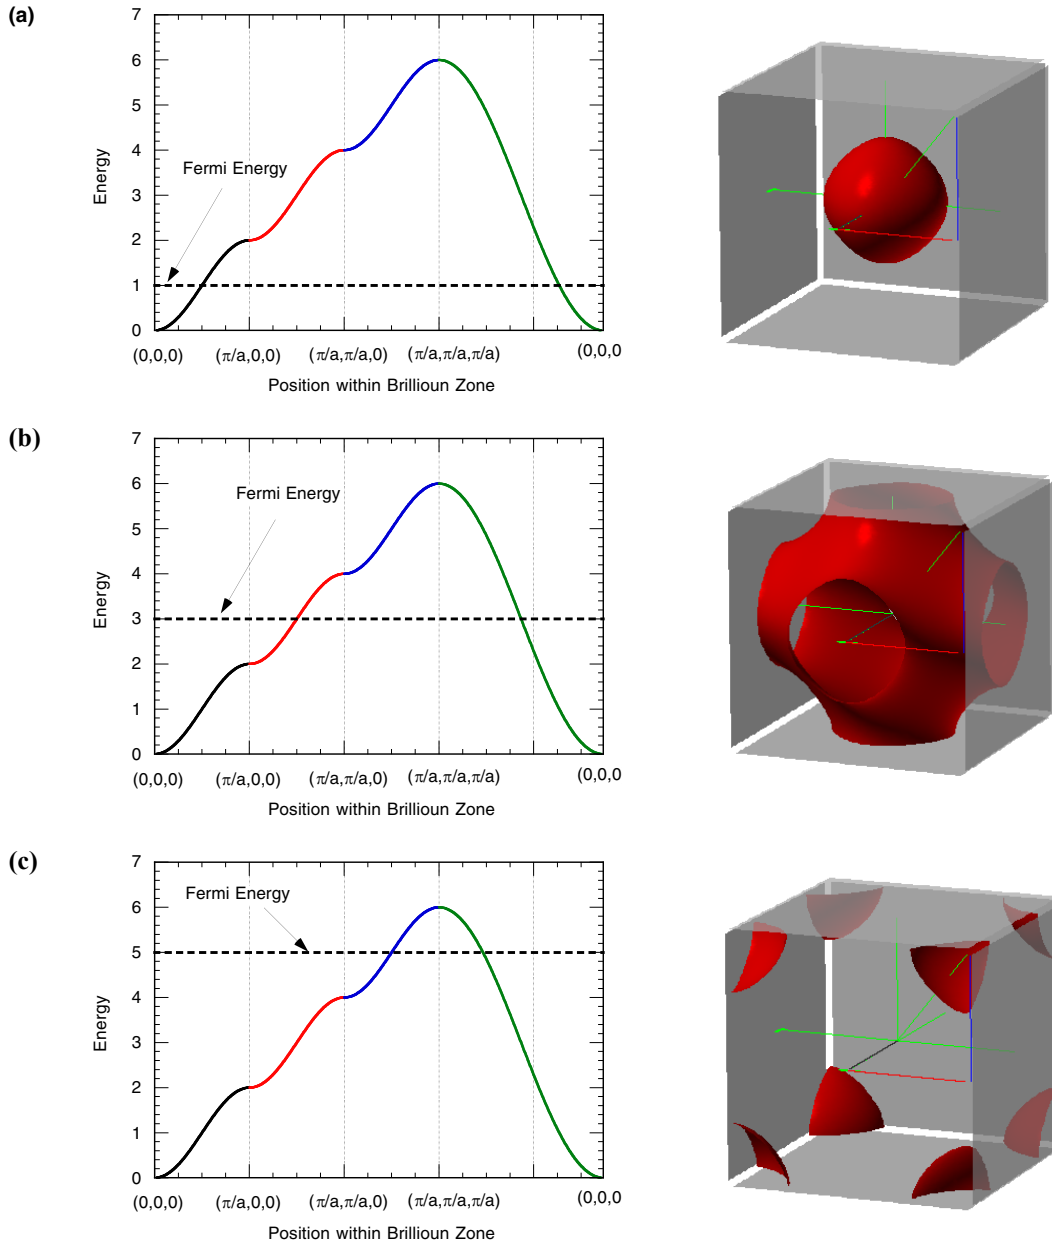 (a)
7
6
5
4
3
2
1
0
Energy
Fermi Energy
(0,0,0)
(π/a,0,0)
(π/a,π/a,0)
(π/a,π/a,π/a)
(0,0,0
Position within Brillioun Zone
(b)
7
6
5
4
3
2
1
0
Energy
Fermi Energy
(0,0,0)
(π/a,0,0)
(π/a,π/a,0)
(π/a,π/a,π/a)
(0,0,0
Position within Brillioun Zone
(c)
7
6
5
4
3
2
1
0
Energy
Fermi Energy
(0,0,0)
(π/a,0,0)
(π/a,π/a,0)
(π/a,π/a,π/a)
(0,0,0
Position within Brillioun Zone